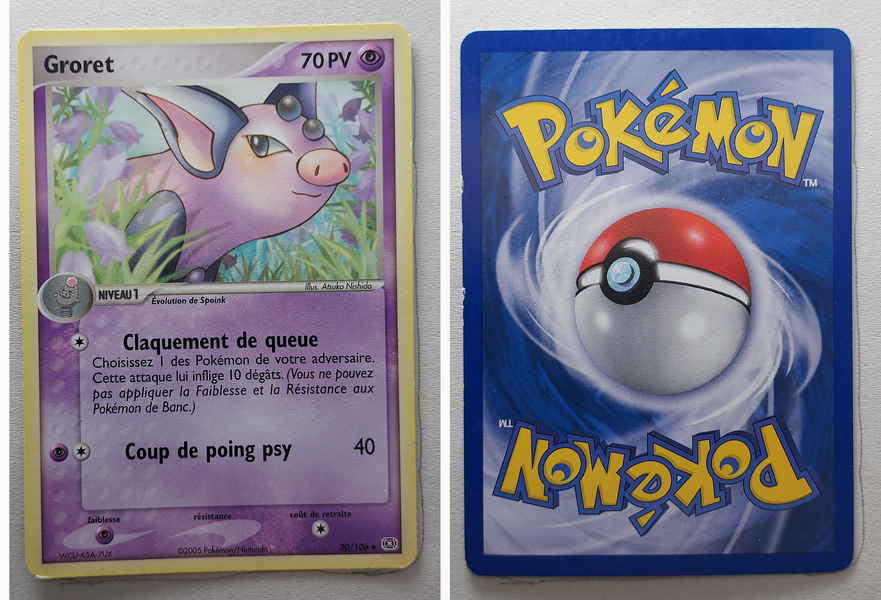 Groret
70 PV
Illus. Atsuko Nishida
NIVEAU 1
Évolution de Spoink
Claquement de queue
Choisissez 1 des Pokémon de votre adversaire.
Cette attaque lui inflige 10 dégâts. (Vous ne pouvez
pas appliquer la Faiblesse et la Résistance aux
Pokémon de Banc.)
Coup de poing psy 40
faiblesse
résistance
coût de retraite
WCU-65A-7UX
©2005 Pokémon/Nintendo
30/106
POKéMON
TM
TM
POKéMON